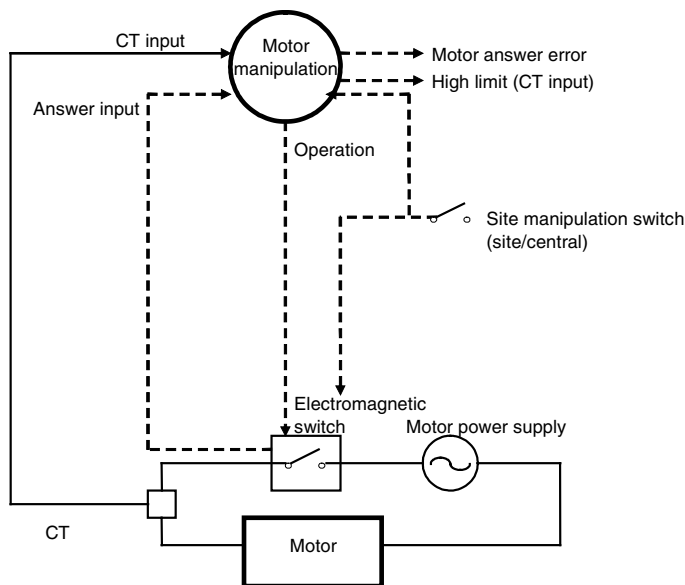 CT input
Motor
manipulation
Motor answer error
High limit (CT input)
Answer input
Operation
Site manipulation switch
(site/central)
Electromagnetic
switch
Motor power supply
CT
Motor